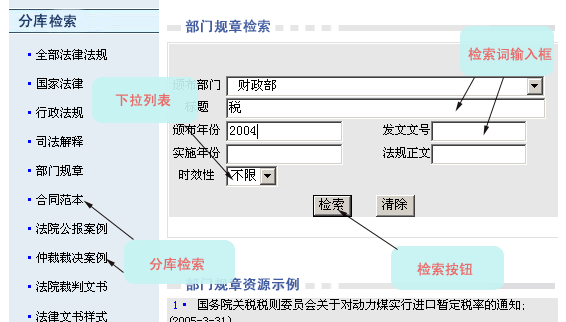 分库检索
全部法律法规
国家法律
行政法规
司法解释
部门规章
合同范本
法院公报案例
仲裁裁决案例
法院裁判文书
法律文书样式
部门规章检索
颁布部门 财政部
标题 税
颁布年份 2004 发文文号
实施年份 法规正文
时效性 不限
检索 清除
检索词输入框
下拉列表
分库检索
检索按钮
部门规章资源示例
1· 国务院关税税则委员会关于对动力煤实行进口暂定税率的通知;
(2005-3-31)